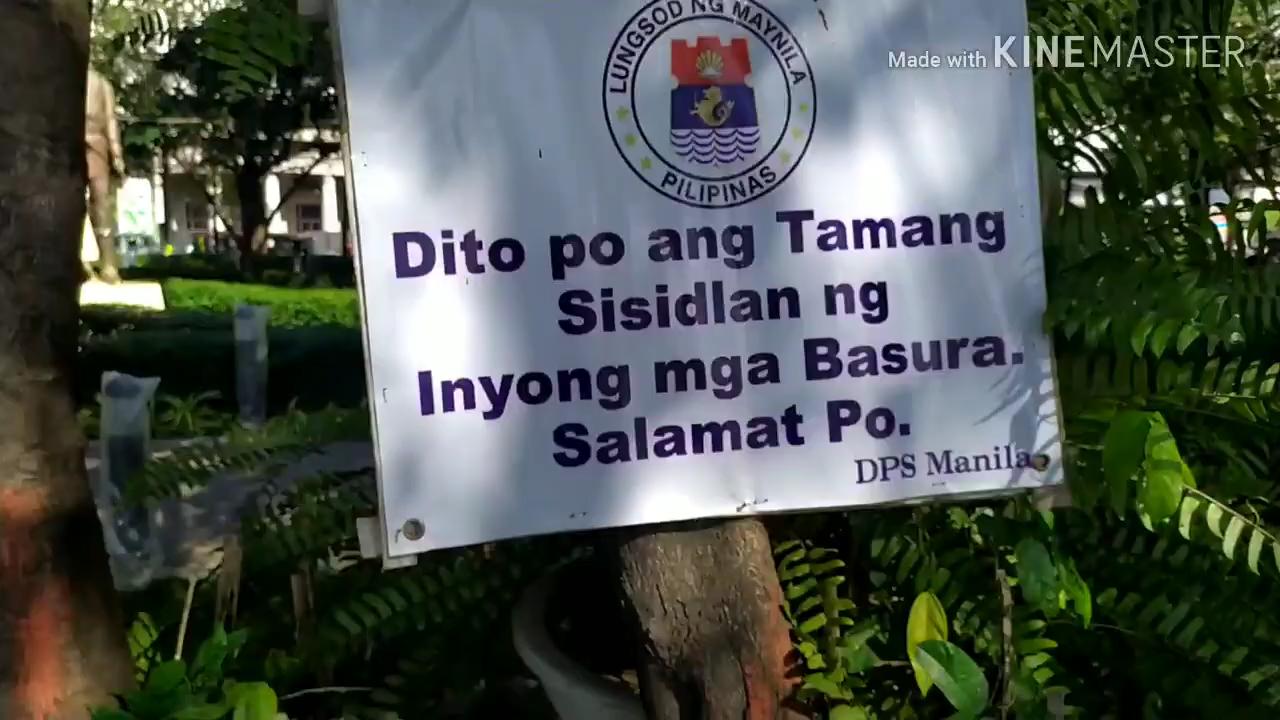 Made with KINEMASTER
LUNGSOD NG MAYNILA
PILIPINAS
Dito po ang Tamang
Sisidlan ng
Inyong mga Basura.
Salamat Po.
DPS Manila